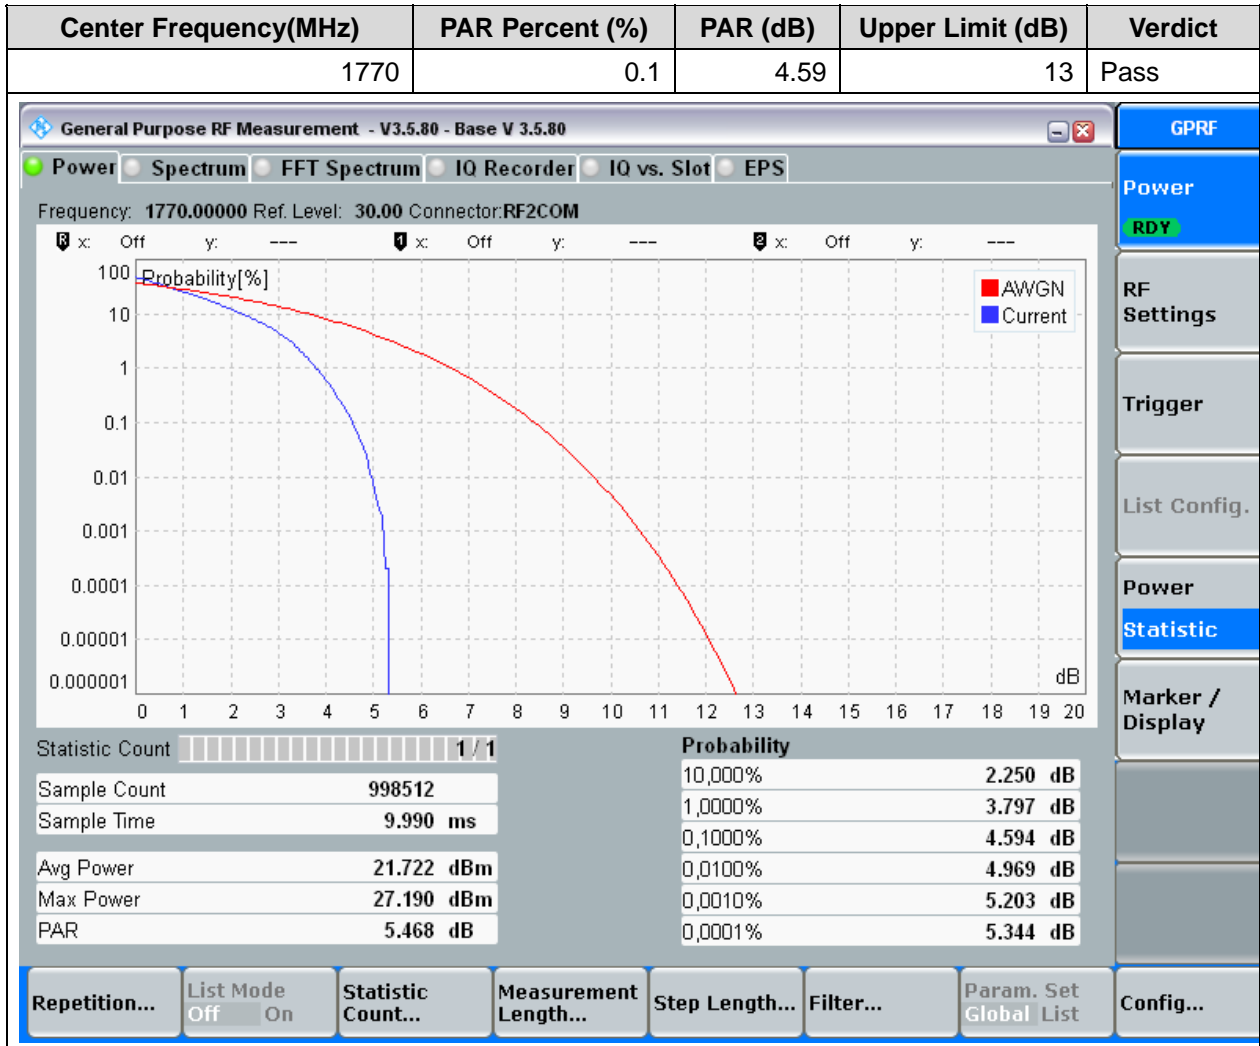 Center Frequency(MHz) PAR Percent (%) PAR (dB) Upper Limit (dB) Verdict
1770 0.1 4.59 13 Pass
General Purpose RF Measurement - V3.5.80 - Base V 3.5.80
GPRF
Power Spectrum FFT Spectrum IQ Recorder IQ vs. Slot EPS
Power
RDY
Frequency: 1770.00000 Ref. Level: 30.00 Connector:RF2COM
R x: Off y: --- 1 x: Off y: --- 2 x: Off y: ---
Probability[%]
AWGN
Current
100
10
1
0.1
0.01
0.001
0.0001
0.00001
0.000001
dB
0 1 2 3 4 5 6 7 8 9 10 11 12 13 14 15 16 17 18 19 20
RF
Settings
Trigger
List Config.
Power
Statistic
Marker /
Display
Statistic Count 1 / 1
Sample Count 998512
Sample Time 9.990 ms
Avg Power 21.722 dBm
Max Power 27.190 dBm
PAR 5.468 dB
Probability
10,000% 2.250 dB
1,0000% 3.797 dB
0,1000% 4.594 dB
0,0100% 4.969 dB
0,0010% 5.203 dB
0,0001% 5.344 dB
Repetition...
List Mode
Off On
Statistic
Count...
Measurement
Length...
Step Length...
Filter...
Param. Set
Global List
Config...